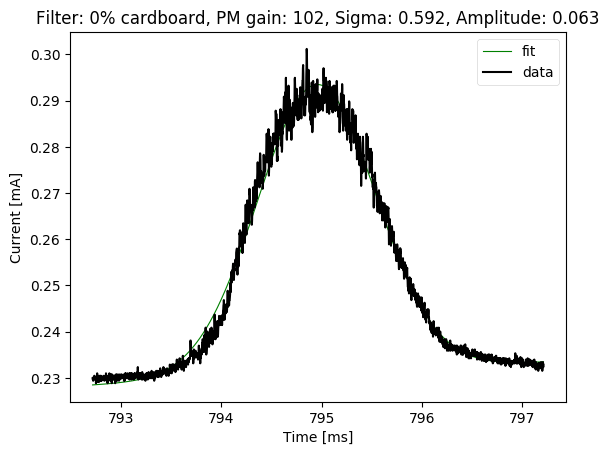 Filter: 0% cardboard, PM gain: 102, Sigma: 0.592, Amplitude: 0.063
fit
data
0.30
0.29
0.28
0.27
0.26
0.25
0.24
0.23
Current [mA]
793 794 795 796 797
Time [ms]